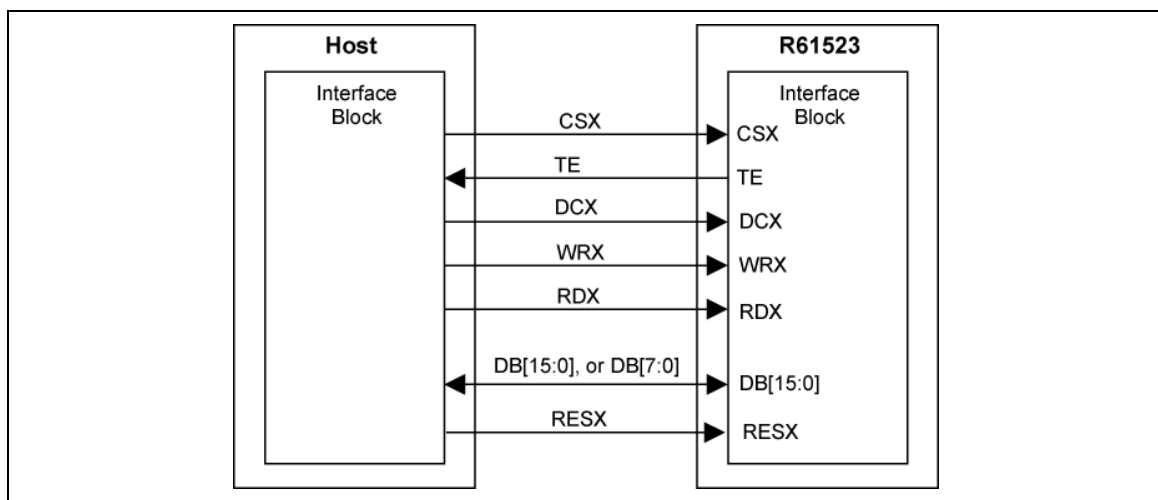 Host
R61523
Interface
Block
Interface
Block
CSX
CSX
TE
TE
DCX
DCX
WRX
WRX
RDX
RDX
DB[15:0], or DB[7:0]
DB[15:0]
RESX
RESX